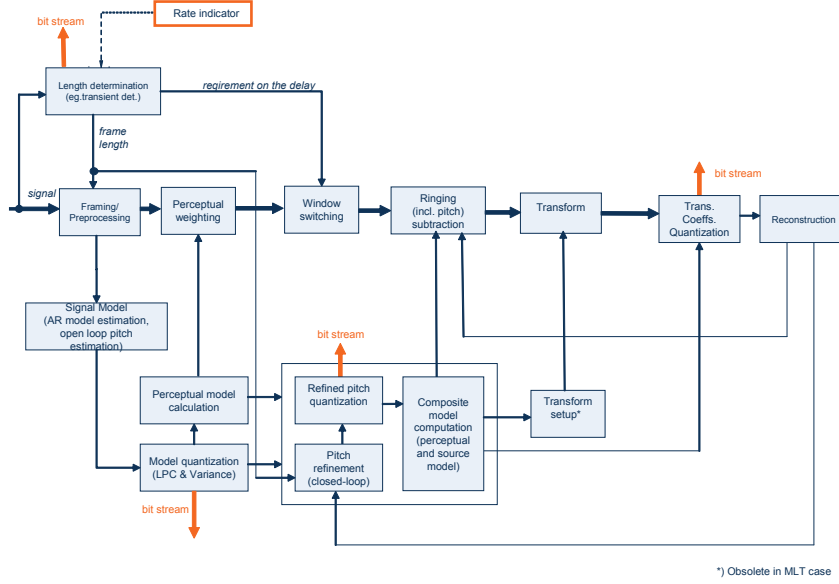 bit stream
Rate indicator
Length determination
(eg.transient det.)
reqirement on the delay
frame
length
signal
bit stream
Framing/
Preprocessing
Perceptual
weighting
Window
switching
Ringing
(incl. pitch)
subtraction
Transform
Trans.
Coeffs.
Quantization
Reconstruction
Signal Model
(AR model estimation,
open loop pitch
estimation)
bit stream
Perceptual model
calculation
Refined pitch
quantization
Composite
model
computation
(perceptual
and source
model)
Transform
setup*
Model quantization
(LPC & Variance)
Pitch
refinement
(closed-loop)
bit stream
*) Obsolete in MLT case